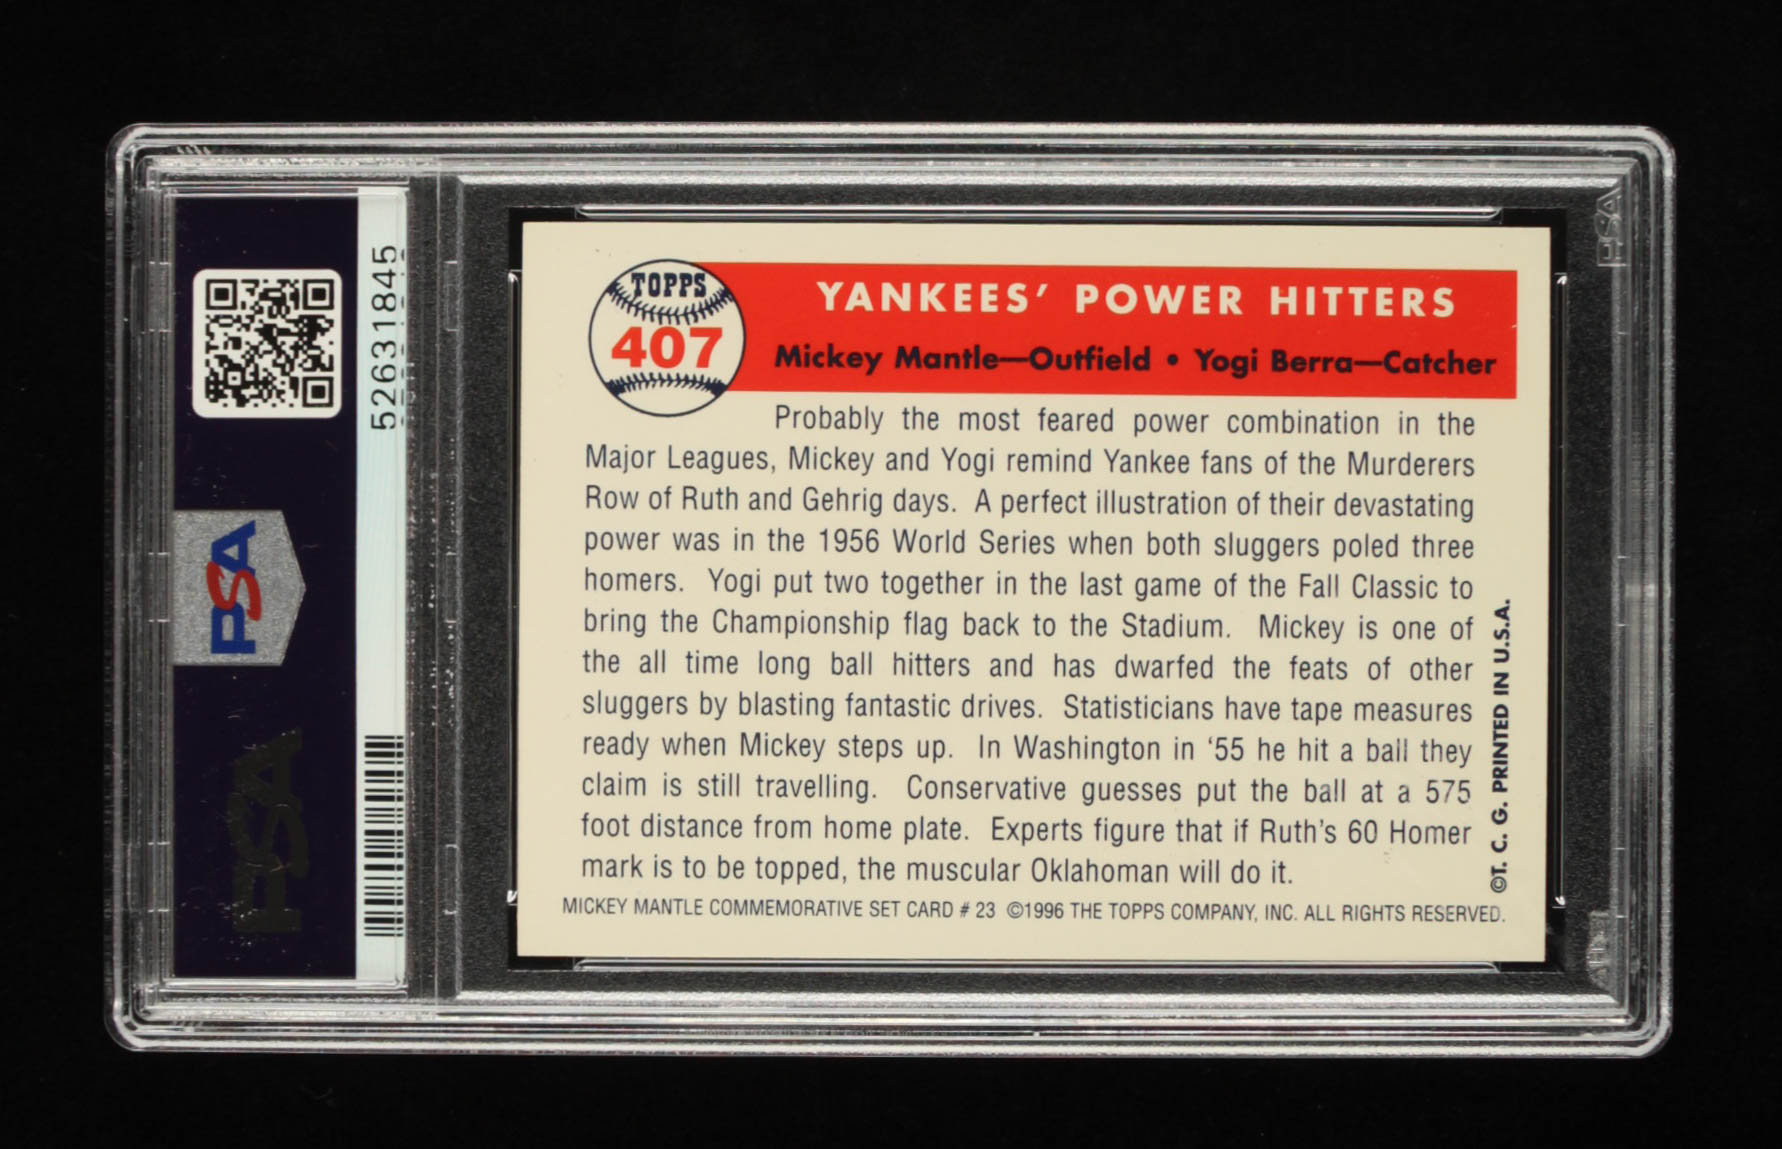 52631845
PSA
PSA
TOPPS
407
YANKEES' POWER HITTERS
Mickey Mantle—Outfield • Yogi Berra—Catcher
Probably the most feared power combination in the
Major Leagues, Mickey and Yogi remind Yankee fans of the Murderers
Row of Ruth and Gehrig days. A perfect illustration of their devastating
power was in the 1956 World Series when both sluggers poled three
homers. Yogi put two together in the last game of the Fall Classic to
bring the Championship flag back to the Stadium. Mickey is one of
the all time long ball hitters and has dwarfed the feats of other
sluggers by blasting fantastic drives. Statisticians have tape measures
ready when Mickey steps up. In Washington in '55 he hit a ball they
claim is still travelling. Conservative guesses put the ball at a 575
foot distance from home plate. Experts figure that if Ruth's 60 Homer
mark is to be topped, the muscular Oklahoman will do it.
MICKEY MANTLE COMMEMORATIVE SET CARD # 23 ©1996 THE TOPPS COMPANY, INC. ALL RIGHTS RESERVED.
©T. C. G. PRINTED IN U.S.A.
PSA